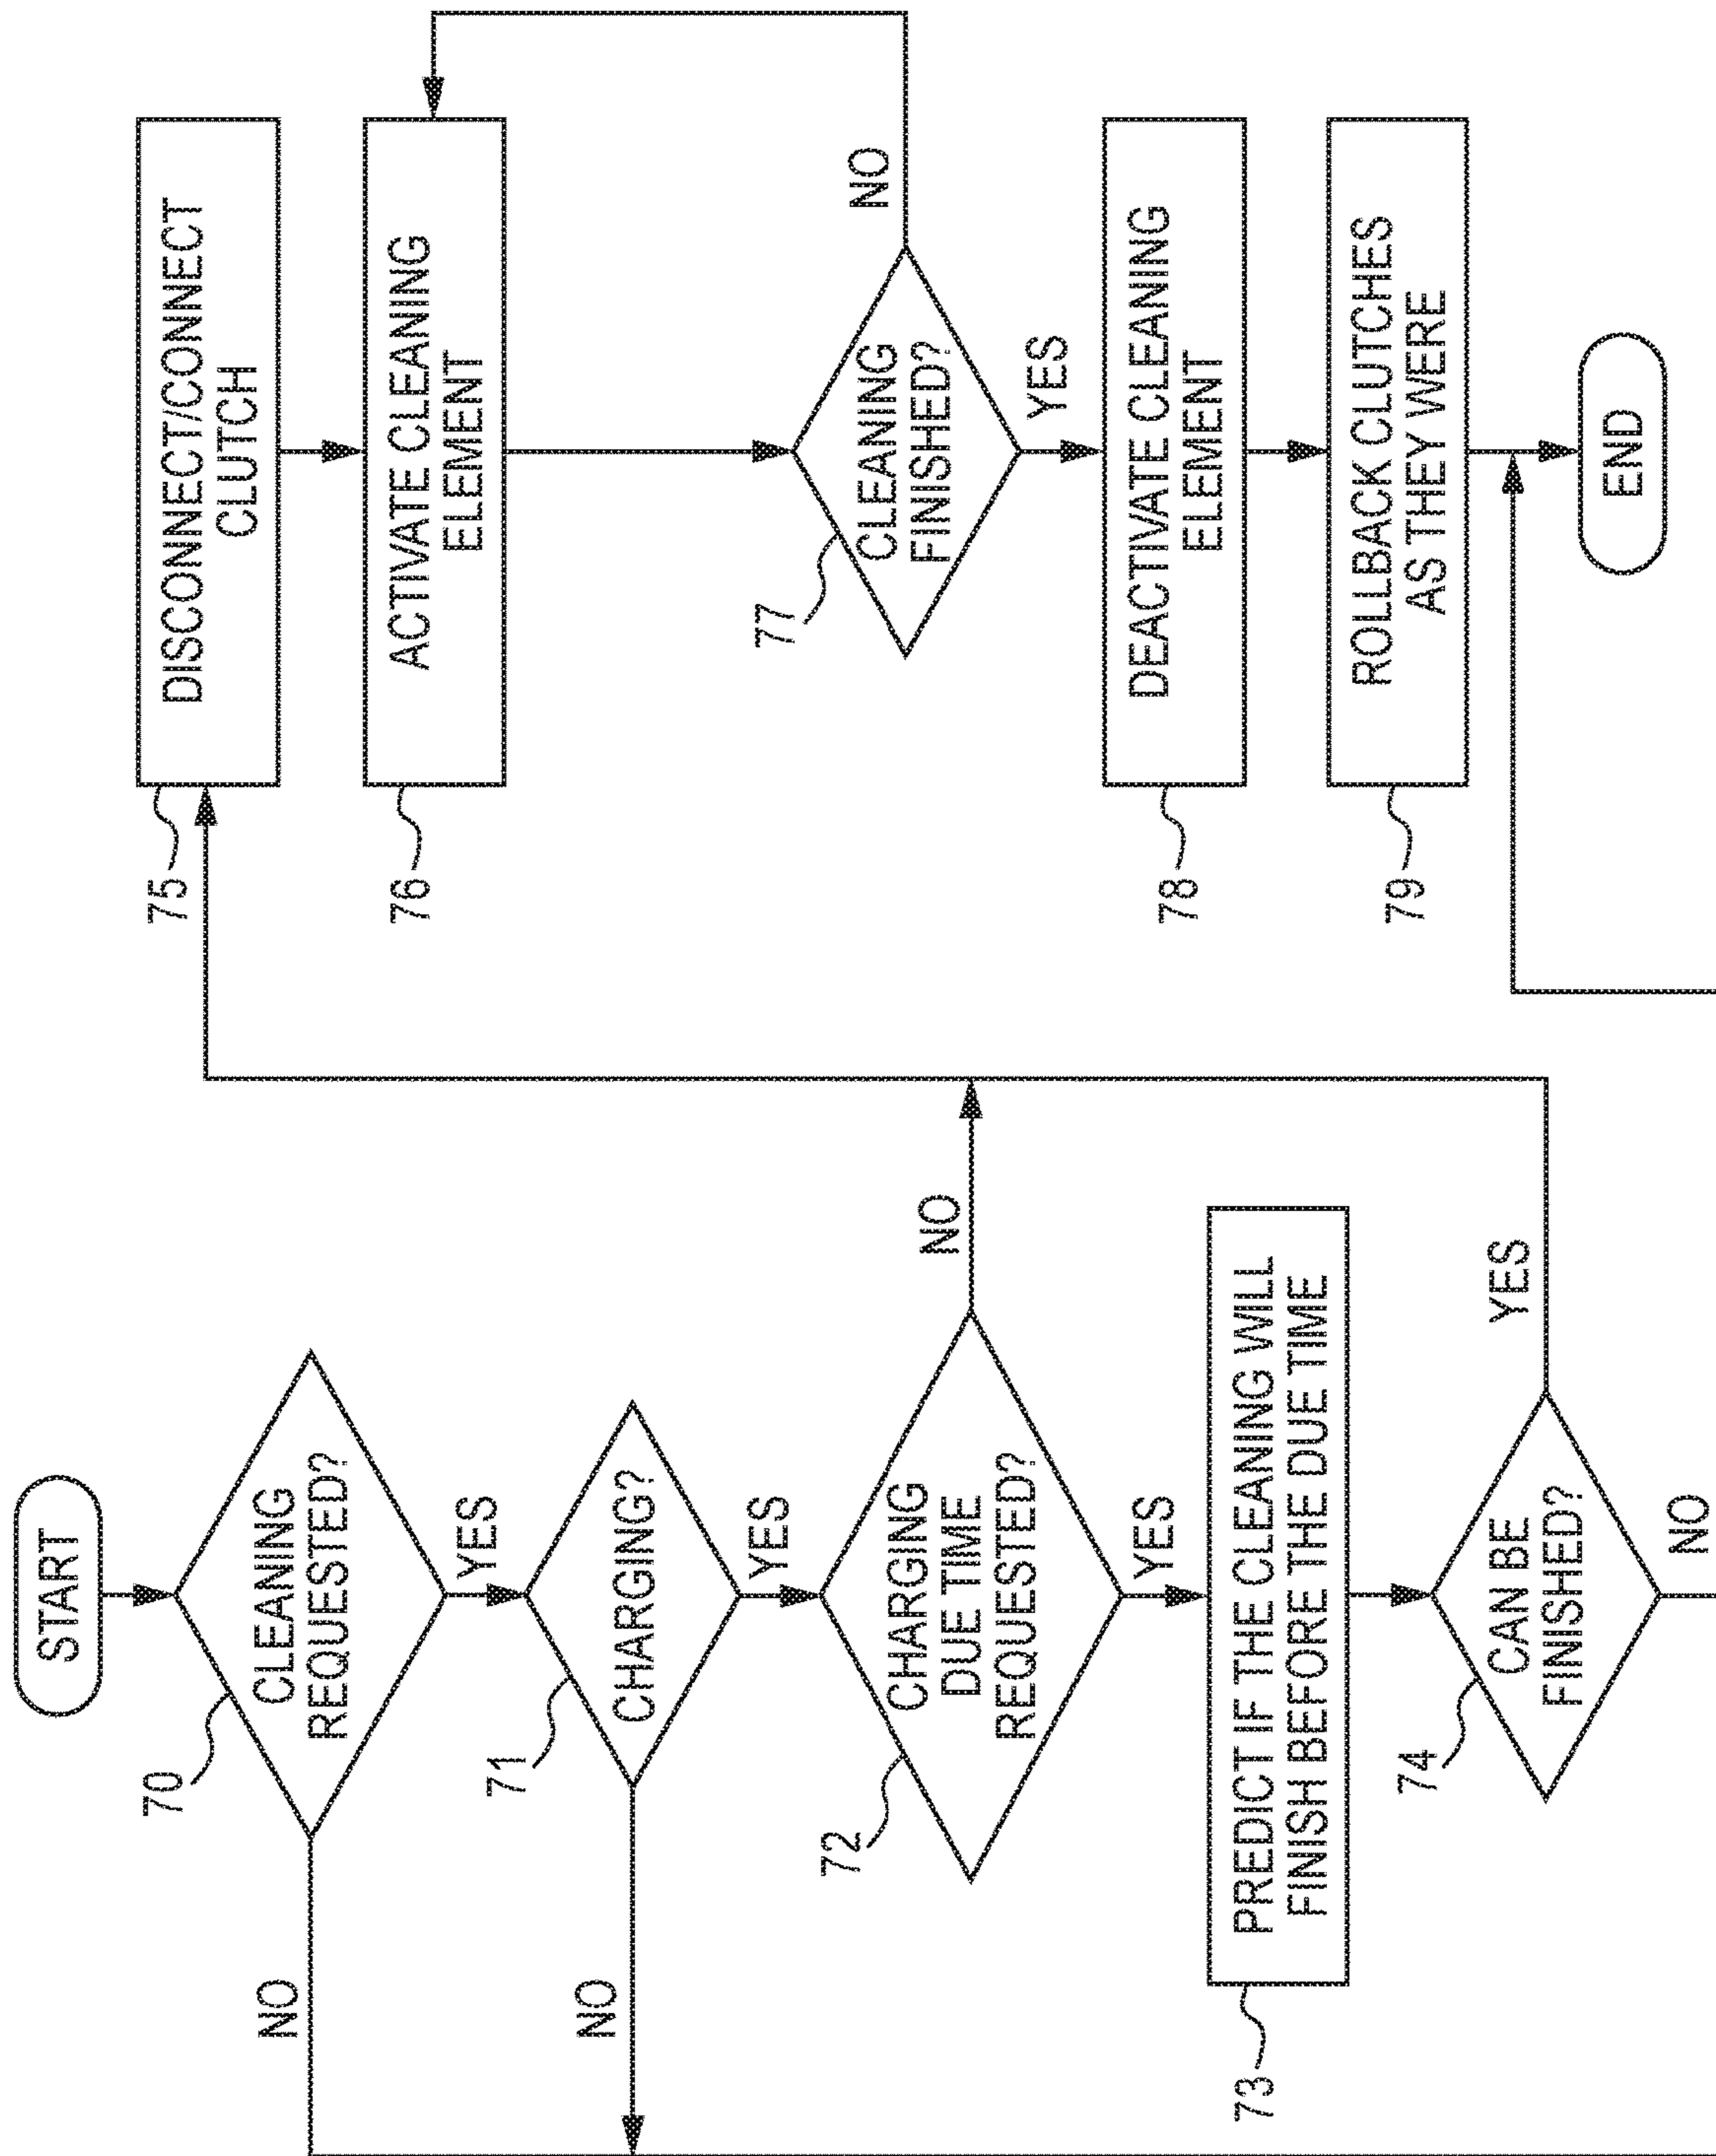 START
70
CLEANING
REQUESTED?
NO
YES
71
CHARGING?
NO
YES
72
CHARGING
DUE TIME
REQUESTED?
NO
YES
73
PREDICT IF THE CLEANING WILL
FINISH BEFORE THE DUE TIME
74
CAN BE
FINISHED?
YES
NO
75
DISCONNECT/CONNECT
CLUTCH
76
ACTIVATE CLEANING
ELEMENT
77
CLEANING
FINISHED?
NO
YES
78
DEACTIVATE CLEANING
ELEMENT
79
ROLLBACK CLUTCHES
AS THEY WERE
END